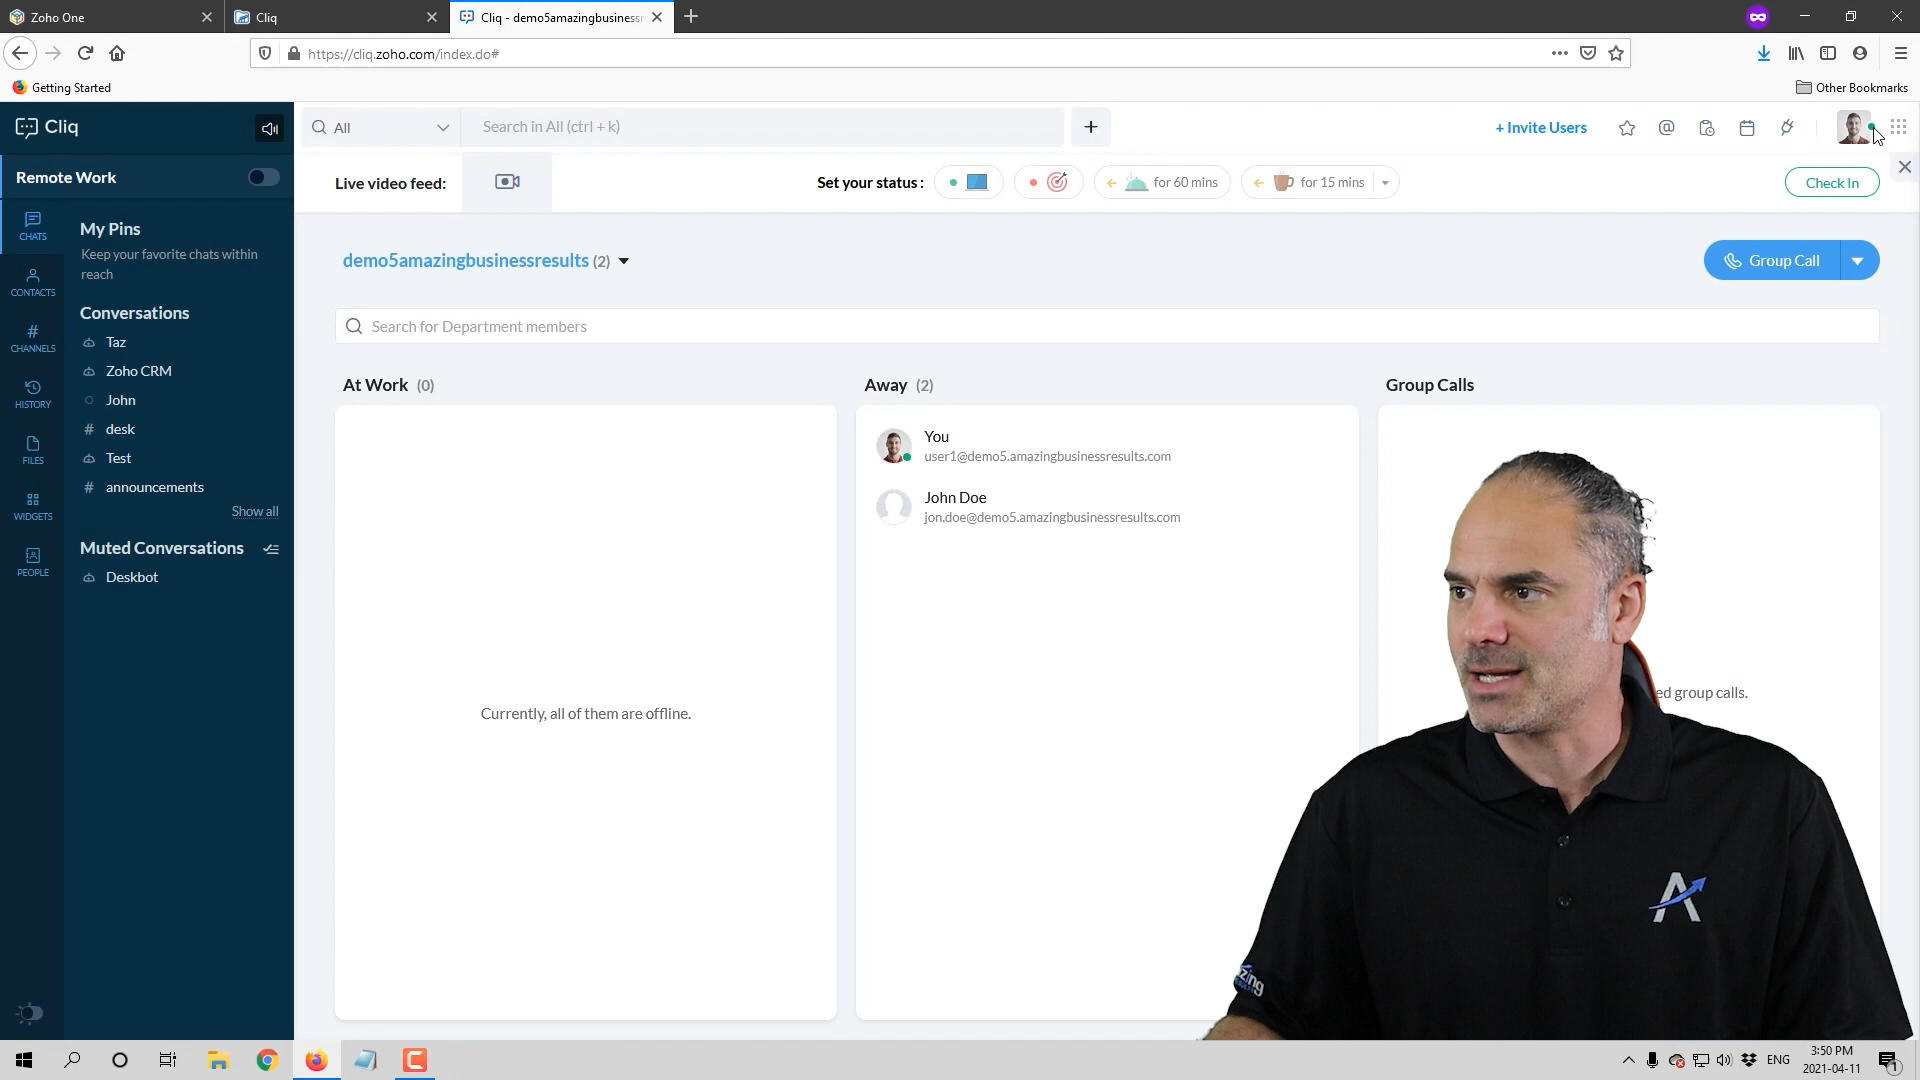 Zoho One
Cliq
Cliq - demo5amazingbusinessr
https://cliq.zoho.com/index.do#
Getting Started
Other Bookmarks
Cliq
All
Search in All (ctrl + k)
+
+ Invite Users
Remote Work
Live video feed:
Set your status :
for 60 mins
for 15 mins
Check In
CHATS
CONTACTS
# CHANNELS
HISTORY
FILES
WIDGETS
PEOPLE
My Pins
Keep your favorite chats within
reach
Conversations
Taz
Zoho CRM
John
# desk
Test
# announcements
Show all
Muted Conversations
Deskbot
demo5amazingbusinessresults (2)
Group Call
Search for Department members
At Work (0)
Currently, all of them are offline.
Away (2)
You
user1@demo5.amazingbusinessresults.com
John Doe
jon.doe@demo5.amazingbusinessresults.com
Group Calls
ed group calls.
A
zing
ENG
3:50 PM
2021-04-11
1